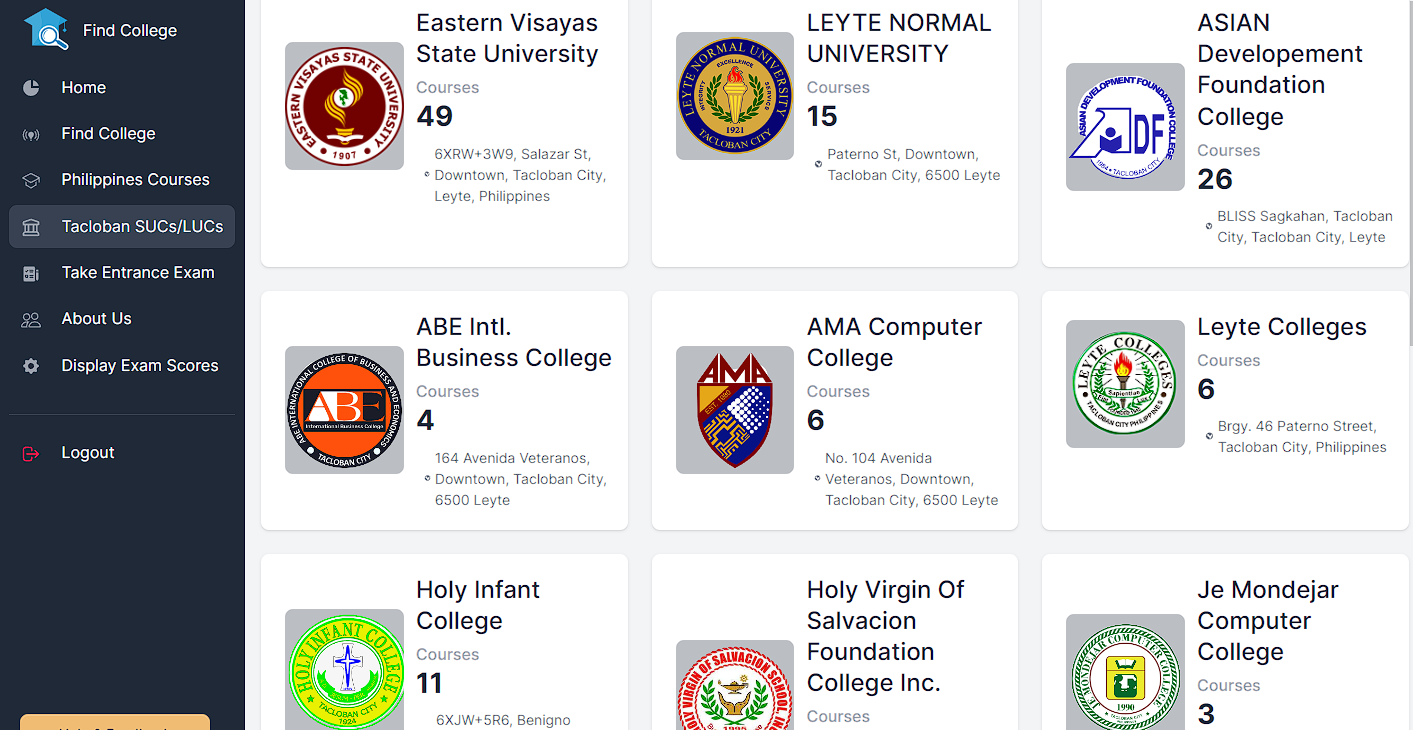 Find College
Home
Find College
Philippines Courses
Tacloban SUCs/LUCs
Take Entrance Exam
About Us
Display Exam Scores
Logout
EASTERN VISAYAS STATE UNIVERSITY
1907
Eastern Visayas
State University
Courses
49
6XRW+3W9, Salazar St,
Downtown, Tacloban City,
Leyte, Philippines
LEYTE NORMAL UNIVERSITY
EXCELLENCE
INTEGRITY
SERVICE
1921
TACLOBAN CITY
LEYTE NORMAL
UNIVERSITY
Courses
15
Paterno St, Downtown,
Tacloban City, 6500 Leyte
ASIAN DEVELOPMENT FOUNDATION COLLEGE
ADF
TACLOBAN CITY
ASIAN
Developement
Foundation
College
Courses
26
BLISS Sagkahan, Tacloban
City, Tacloban City, Leyte
ABE INTERNATIONAL COLLEGE OF BUSINESS AND ECONOMICS
ABE
International Business College
TACLOBAN CITY
ABE Intl.
Business College
Courses
4
164 Avenida Veteranos,
Downtown, Tacloban City,
6500 Leyte
AMA
EST. 1980
AMA Computer
College
Courses
6
No. 104 Avenida
Veteranos, Downtown,
Tacloban City, 6500 Leyte
LEYTE COLLEGES
TACLOBAN CITY PHILIPPINES
Leyte Colleges
Courses
6
Brgy. 46 Paterno Street,
Tacloban City, Philippines
HOLY INFANT COLLEGE
TACLOBAN CITY
1924
Holy Infant
College
Courses
11
6XJW+5R6, Benigno
HOLY VIRGIN OF SALVACION SCHOOL, INC.
Holy Virgin Of
Salvacion
Foundation
College Inc.
Courses
JE MONDEJAR COMPUTER COLLEGE
1990
TACLOBAN CITY
Je Mondejar
Computer
College
Courses
3